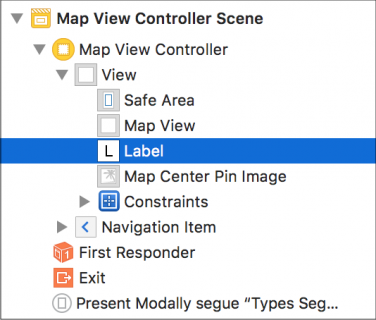 Map View Controller Scene
Map View Controller
View
Safe Area
Map View
L Label
Map Center Pin Image
Constraints
Navigation Item
First Responder
Exit
Present Modally segue “Types Seg...